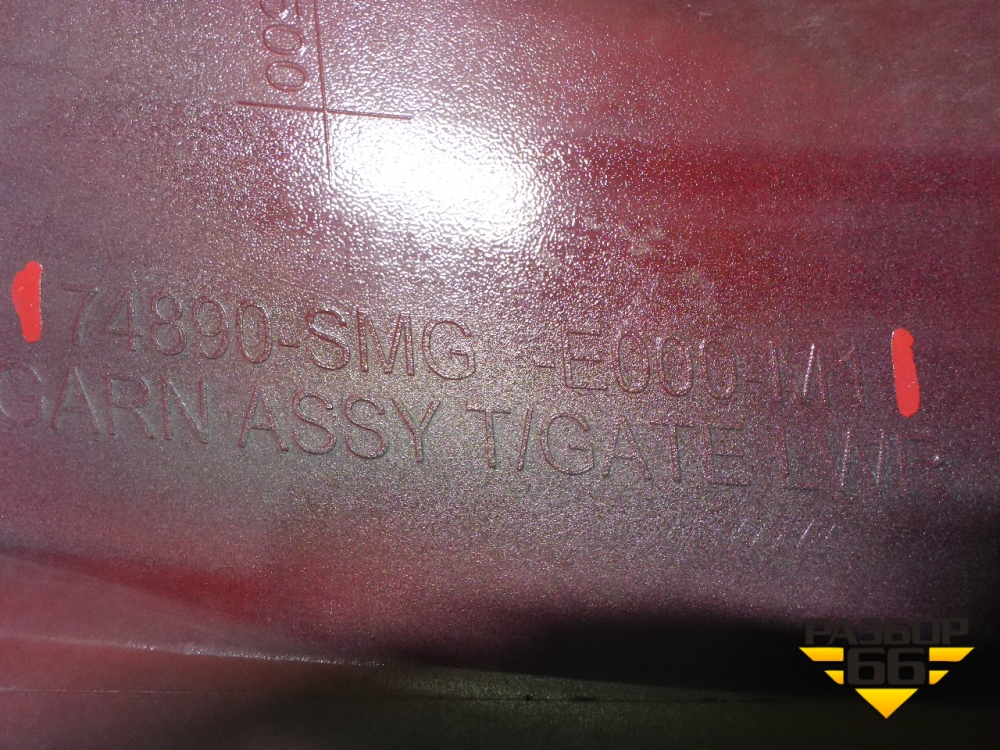 500
74890-SMG -E000-M1
GARN ASSY T/GATE LWR
РАЗБОР
66